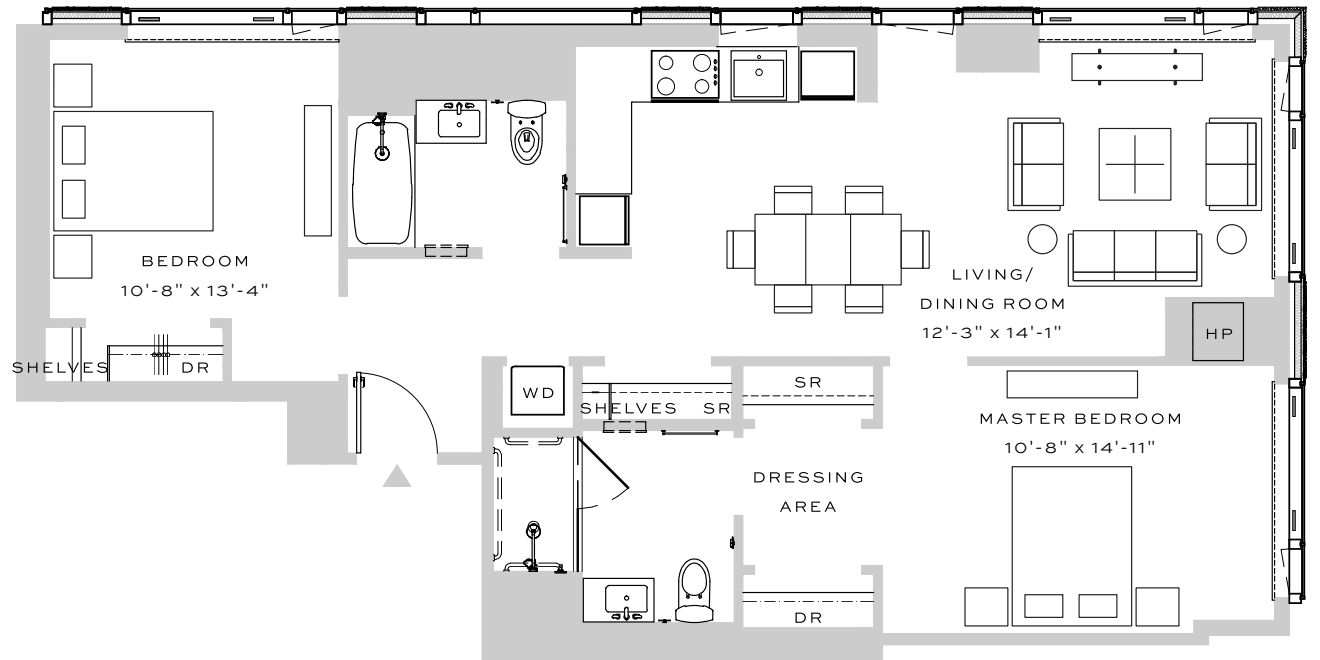 BEDROOM
10'-8" x 13'-4"
SHELVES
DR
LIVING/
DINING ROOM
12'-3" x 14'-1"
HP
WD
SHELVES
SR
SR
MASTER BEDROOM
10'-8" x 14'-11"
DRESSING
AREA
DR